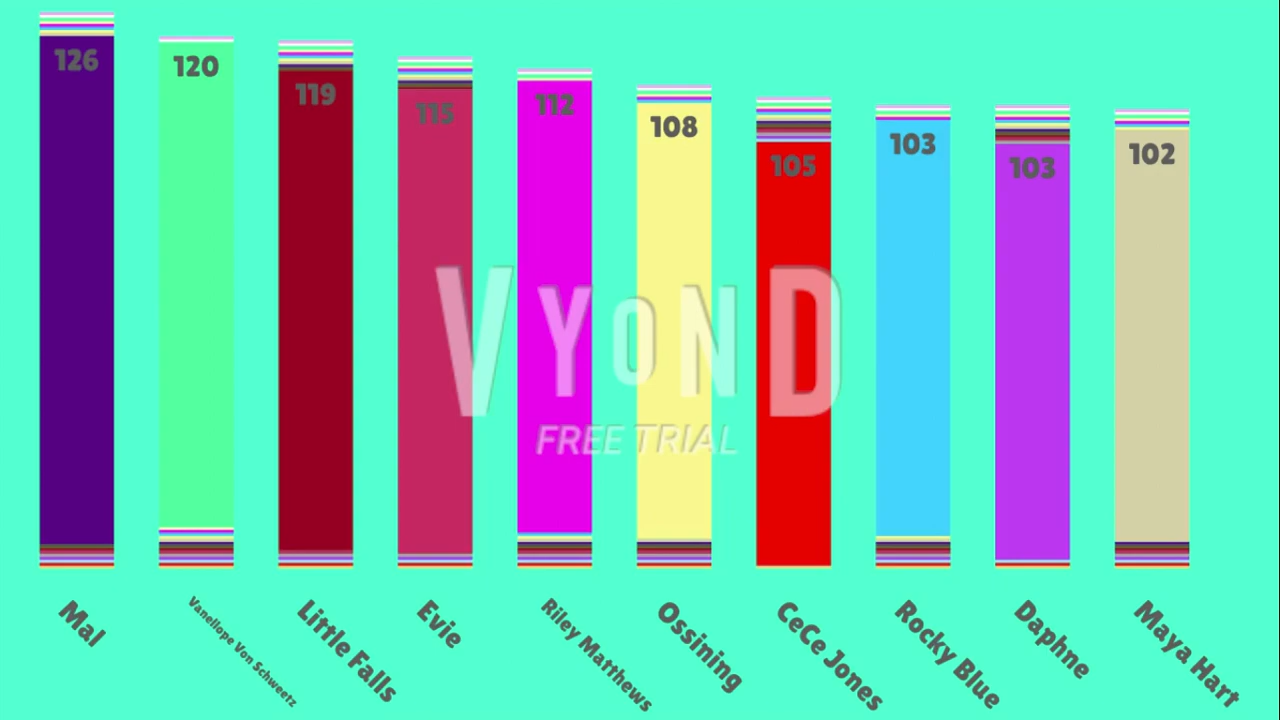 126
120
119
115
112
108
105
103
103
102
VYOND
FREE TRIAL
Mal
Vanellope Von Schweetz
Little Falls
Evie
Riley Matthews
Ossining
CeCe Jones
Rocky Blue
Daphne
Maya Hart